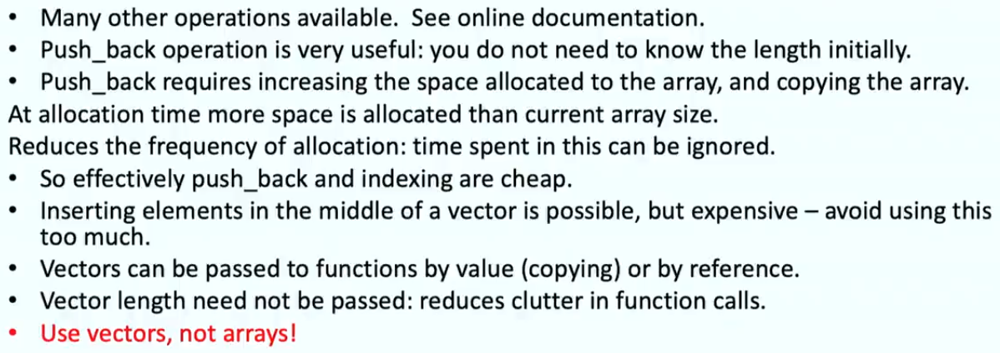 • Many other operations available.  See online documentation.
• Push_back operation is very useful: you do not need to know the length initially.
• Push_back requires increasing the space allocated to the array, and copying the array.
At allocation time more space is allocated than current array size.
Reduces the frequency of allocation: time spent in this can be ignored.
• So effectively push_back and indexing are cheap.
• Inserting elements in the middle of a vector is possible, but expensive – avoid using this
too much.
• Vectors can be passed to functions by value (copying) or by reference.
• Vector length need not be passed: reduces clutter in function calls.
• Use vectors, not arrays!